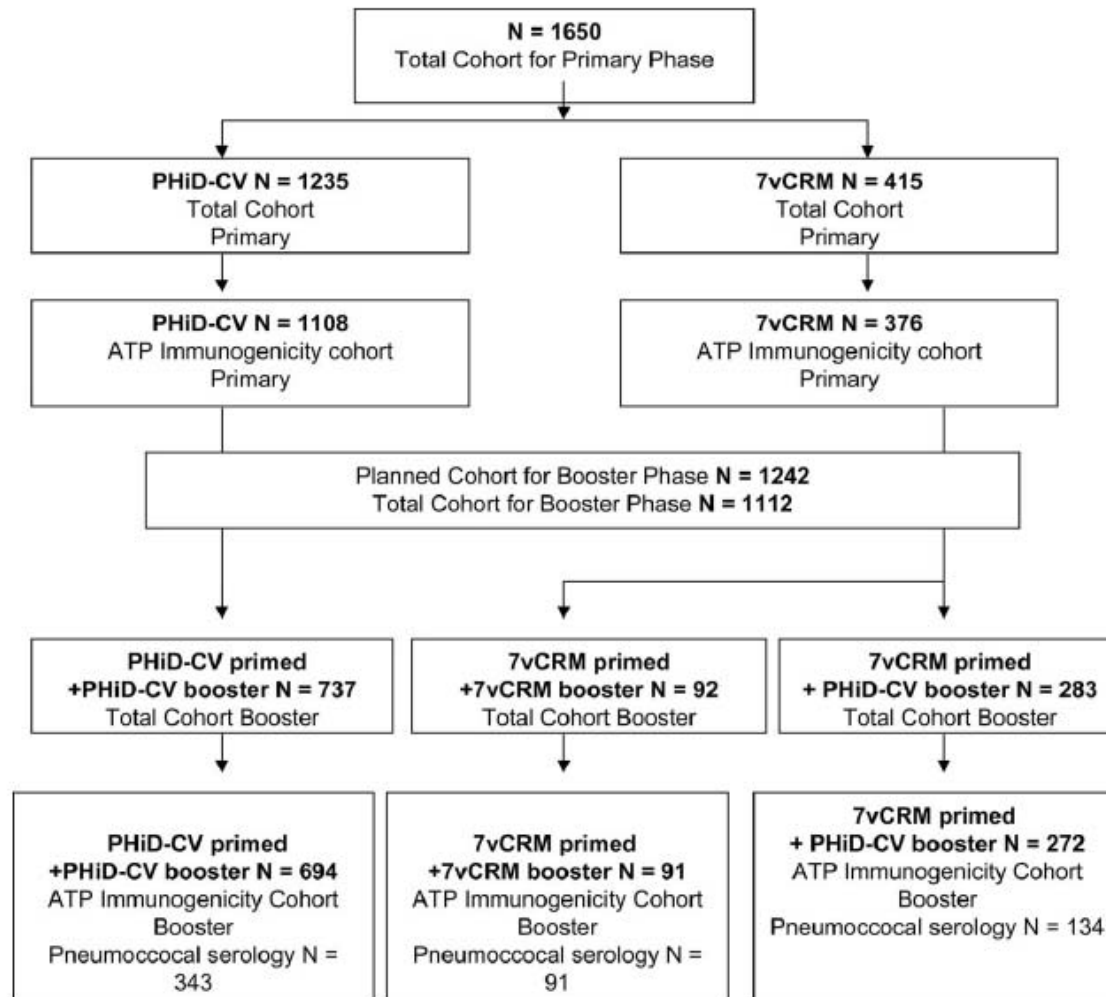 N = 1650
Total Cohort for Primary Phase
PHiD-CV N = 1235
Total Cohort
Primary
7vCRM N = 415
Total Cohort
Primary
PHiD-CV N = 1108
ATP Immunogenicity cohort
Primary
7vCRM N = 376
ATP Immunogenicity cohort
Primary
Planned Cohort for Booster Phase N = 1242
Total Cohort for Booster Phase N = 1112
PHiD-CV primed
+PHiD-CV booster N = 737
Total Cohort Booster
7vCRM primed
+7vCRM booster N = 92
Total Cohort Booster
7vCRM primed
+ PHiD-CV booster N = 283
Total Cohort Booster
PHiD-CV primed
+PHiD-CV booster N = 694
ATP Immunogenicity Cohort
Booster
Pneumoccocal serology N =
343
7vCRM primed
+7vCRM booster N = 91
ATP Immunogenicity Cohort
Booster
Pneumoccocal serology N =
91
7vCRM primed
+ PHiD-CV booster N = 272
ATP Immunogenicity Cohort
Booster
Pneumoccocal serology N = 134